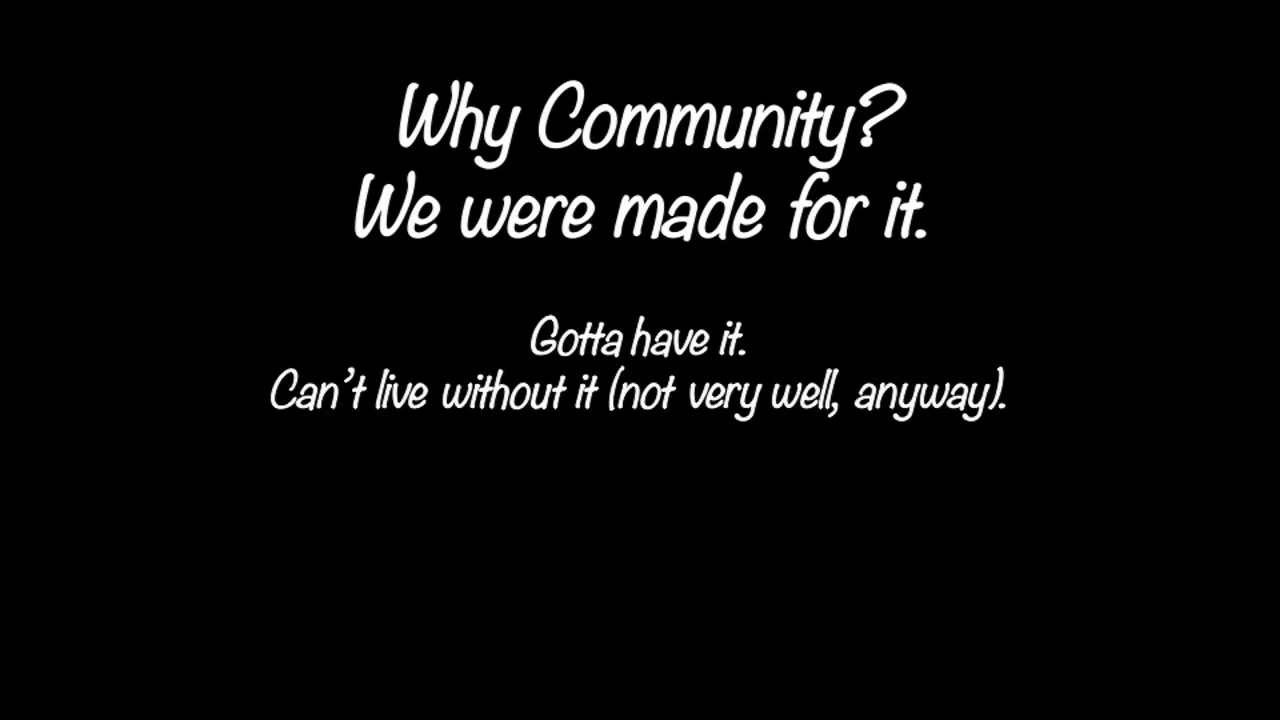 Why Community?
We were made for it.
Gotta have it.
Can't live without it (not very well, anyway).